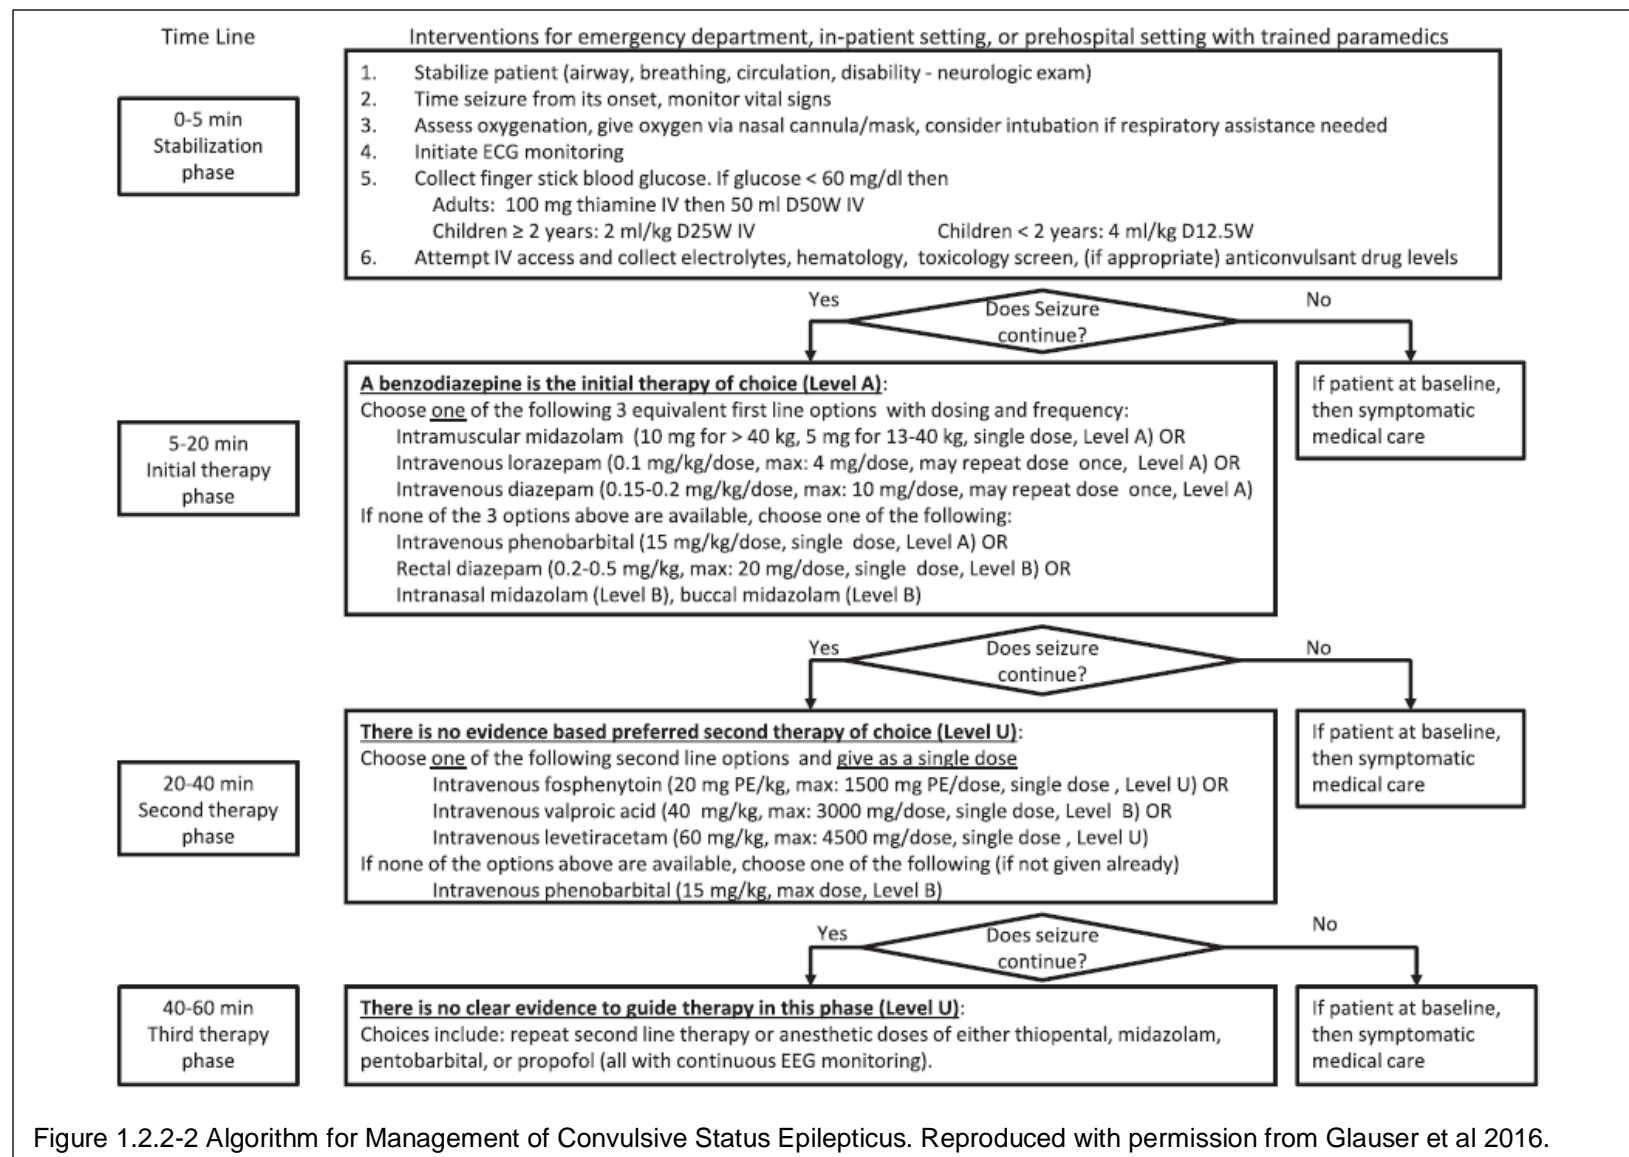 Time Line
Interventions for emergency department, in-patient setting, or prehospital setting with trained paramedics
0-5 min
Stabilization
phase
1. Stabilize patient (airway, breathing, circulation, disability - neurologic exam)
2. Time seizure from its onset, monitor vital signs
3. Assess oxygenation, give oxygen via nasal cannula/mask, consider intubation if respiratory assistance needed
4. Initiate ECG monitoring
5. Collect finger stick blood glucose. If glucose < 60 mg/dl then
Adults: 100 mg thiamine IV then 50 ml D50W IV
Children ≥ 2 years: 2 ml/kg D25W IV Children < 2 years: 4 ml/kg D12.5W
6. Attempt IV access and collect electrolytes, hematology, toxicology screen, (if appropriate) anticonvulsant drug levels
Yes
Does Seizure
continue?
No
5-20 min
Initial therapy
phase
A benzodiazepine is the initial therapy of choice (Level A):
Choose one of the following 3 equivalent first line options with dosing and frequency:
Intramuscular midazolam (10 mg for > 40 kg, 5 mg for 13-40 kg, single dose, Level A) OR
Intravenous lorazepam (0.1 mg/kg/dose, max: 4 mg/dose, may repeat dose once, Level A) OR
Intravenous diazepam (0.15-0.2 mg/kg/dose, max: 10 mg/dose, may repeat dose once, Level A)
If none of the 3 options above are available, choose one of the following:
Intravenous phenobarbital (15 mg/kg/dose, single dose, Level A) OR
Rectal diazepam (0.2-0.5 mg/kg, max: 20 mg/dose, single dose, Level B) OR
Intranasal midazolam (Level B), buccal midazolam (Level B)
If patient at baseline,
then symptomatic
medical care
Yes
Does seizure
continue?
No
20-40 min
Second therapy
phase
There is no evidence based preferred second therapy of choice (Level U):
Choose one of the following second line options and give as a single dose
Intravenous fosphenytoin (20 mg PE/kg, max: 1500 mg PE/dose, single dose , Level U) OR
Intravenous valproic acid (40 mg/kg, max: 3000 mg/dose, single dose, Level B) OR
Intravenous levetiracetam (60 mg/kg, max: 4500 mg/dose, single dose , Level U)
If none of the options above are available, choose one of the following (if not given already)
Intravenous phenobarbital (15 mg/kg, max dose, Level B)
If patient at baseline,
then symptomatic
medical care
Yes
Does seizure
continue?
No
40-60 min
Third therapy
phase
There is no clear evidence to guide therapy in this phase (Level U):
Choices include: repeat second line therapy or anesthetic doses of either thiopental, midazolam,
pentobarbital, or propofol (all with continuous EEG monitoring).
If patient at baseline,
then symptomatic
medical care
Figure 1.2.2-2 Algorithm for Management of Convulsive Status Epilepticus. Reproduced with permission from Glauser et al 2016.